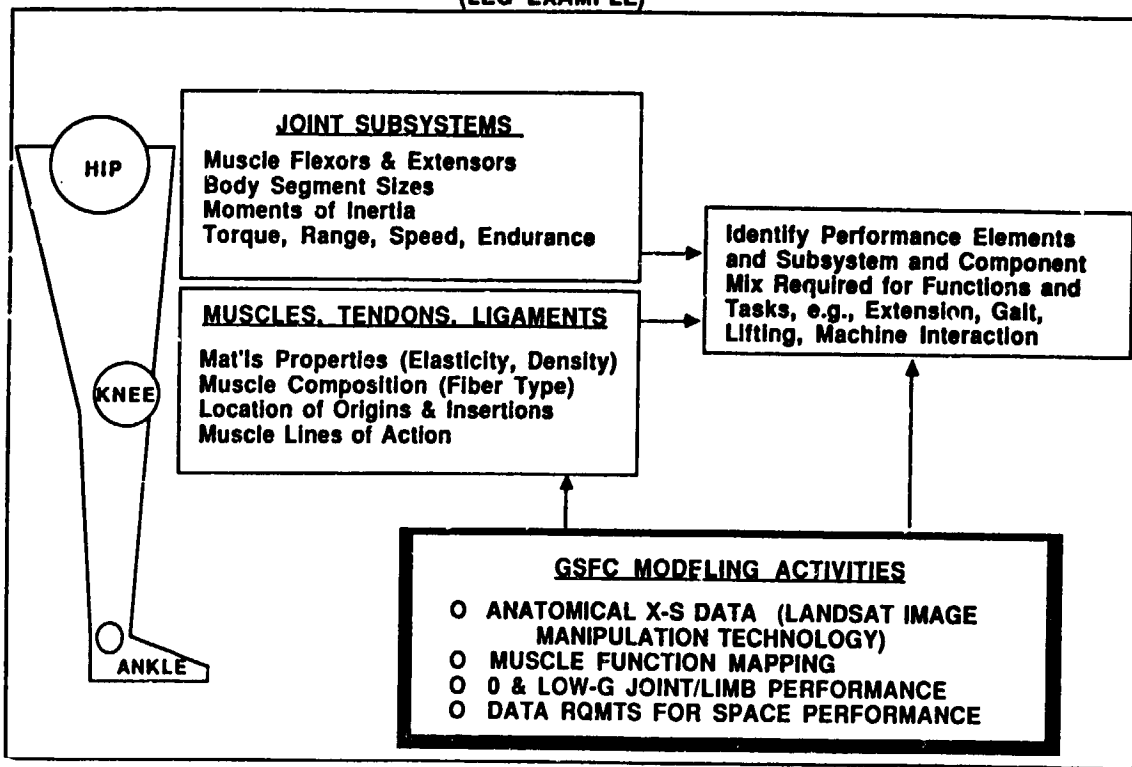 (LEG EXAMPLE)
HIP
KNEE
ANKLE
JOINT SUBSYSTEMS
Muscle Flexors & Extensors
Body Segment Sizes
Moments of Inertia
Torque, Range, Speed, Endurance
MUSCLES, TENDONS, LIGAMENTS
Mat'ls Properties (Elasticity, Density)
Muscle Composition (Fiber Type)
Location of Origins & Insertions
Muscle Lines of Action
Identify Performance Elements
and Subsystem and Component
Mix Required for Functions and
Tasks, e.g., Extension, Gait,
Lifting, Machine Interaction
GSFC MODELING ACTIVITIES
O ANATOMICAL X-S DATA (LANDSAT IMAGE
MANIPULATION TECHNOLOGY)
O MUSCLE FUNCTION MAPPING
O 0 & LOW-G JOINT/LIMB PERFORMANCE
O DATA RQMTS FOR SPACE PERFORMANCE